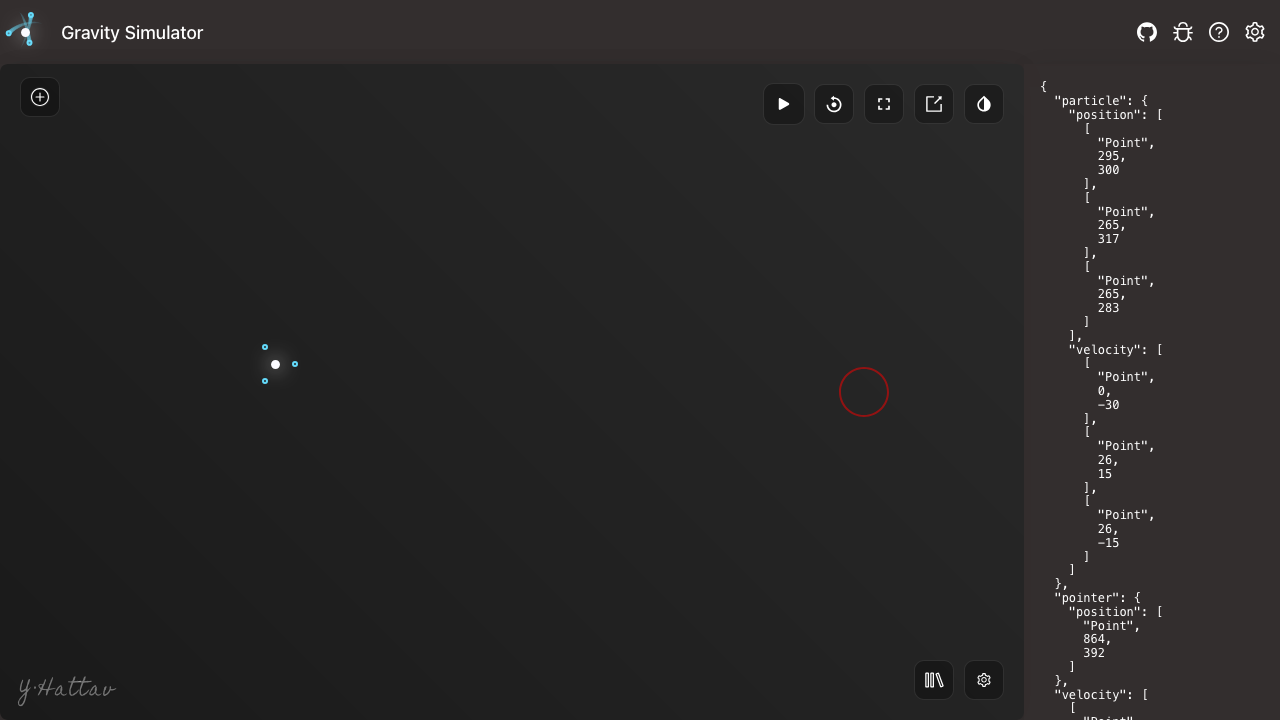 Gravity Simulator
{
"particle": {
"position": [
[
"Point",
295,
300
],
[
"Point",
265,
317
],
[
"Point",
265,
283
]
],
"velocity": [
[
"Point",
0,
−30
],
[
"Point",
26,
15
],
[
"Point",
26,
−15
]
]
},
"pointer": {
"position": [
"Point",
864,
392
]
},
"velocity": [
[
"Point",
Y·Hattav